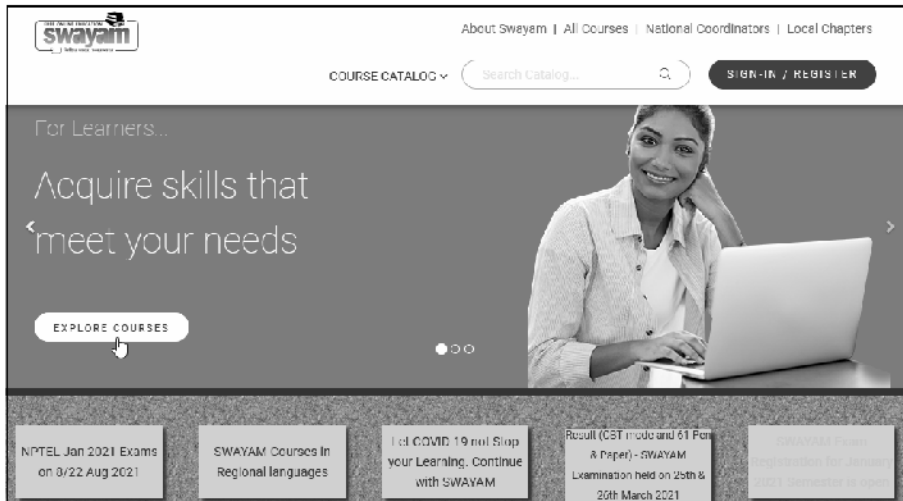 FREE ONLINE EDUCATION
swayam
About Swayam | All Courses | National Coordinators | Local Chapters
COURSE CATALOG
Search Catalog...
SIGN-IN / REGISTER
For Learners...
Acquire skills that
meet your needs
EXPLORE COURSES
NPTEL Jan 2021 Exams
on 8/22 Aug 2021
SWAYAM Courses in
Regional languages
Let COVID 19 not Stop
your Learning. Continue
with SWAYAM
Result (CBT mode and 61 Pen
& Paper) - SWAYAM
Examination held on 25th &
26th March 2021
SWAYAM Exam
Registration for January
2021 Semester is open